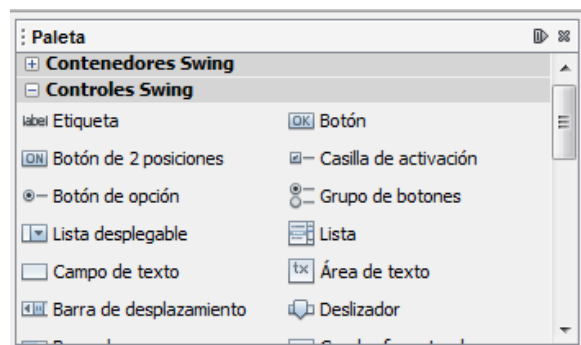 Paleta
Contenedores Swing
Controles Swing
label Etiqueta
OK Botón
ON Botón de 2 posiciones
Casilla de activación
Botón de opción
Grupo de botones
Lista desplegable
Lista
Campo de texto
tx Área de texto
Barra de desplazamiento
Deslizador